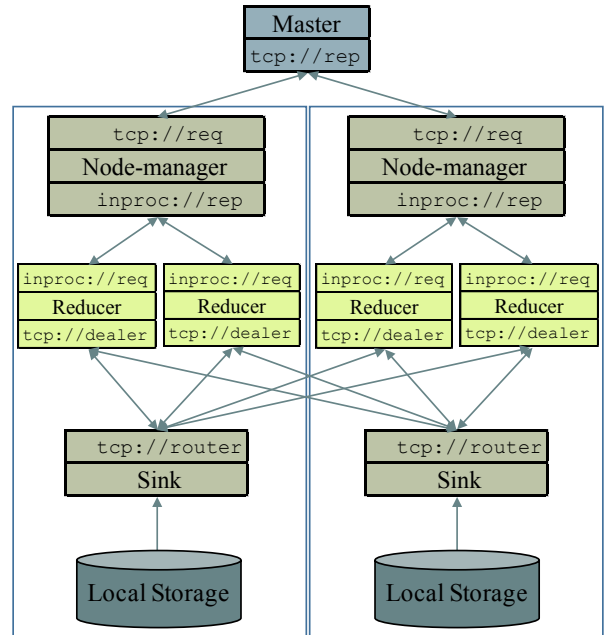 Master
tcp://rep
tcp://req
tcp://req
Node-manager
Node-manager
inproc://rep
inproc://rep
inproc://req
inproc://req
inproc://req
inproc://req
Reducer
Reducer
Reducer
Reducer
tcp://dealer
tcp://dealer
tcp://dealer
tcp://dealer
tcp://router
tcp://router
Sink
Sink
Local Storage
Local Storage